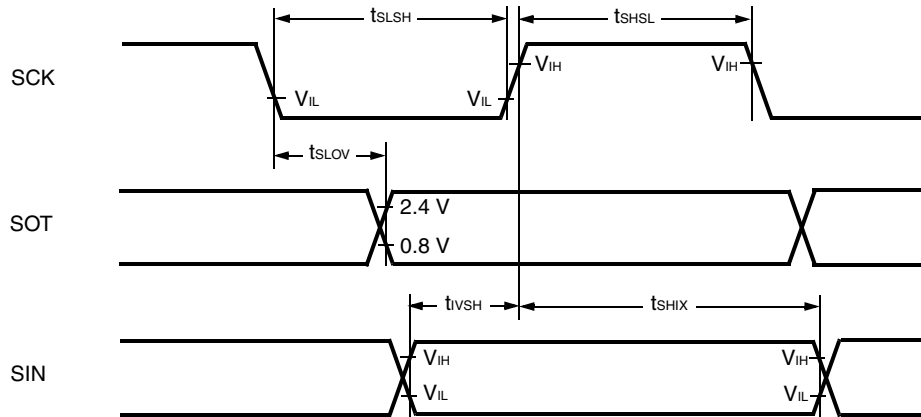 tSLSH tSHSL
SCK VIL VIL VIH VIH
tSLOV
SOT 2.4 V
0.8 V
tIVSH tSHIX
SIN VIH VIH
VIL VIL